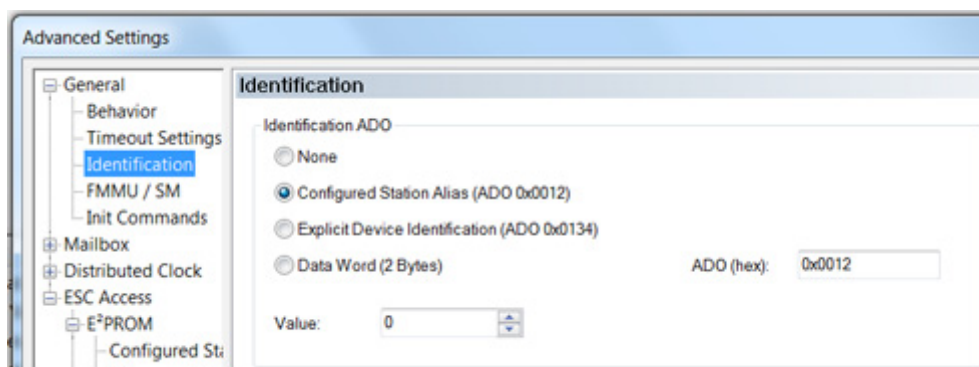 Advanced Settings
General
Behavior
Timeout Settings
Identification
FMMU / SM
Init Commands
Mailbox
Distributed Clock
ESC Access
E²PROM
Configured Sta
Identification
Identification ADO
None
Configured Station Alias (ADO 0x0012)
Explicit Device Identification (ADO 0x0134)
Data Word (2 Bytes)
ADO (hex): 0x0012
Value: 0